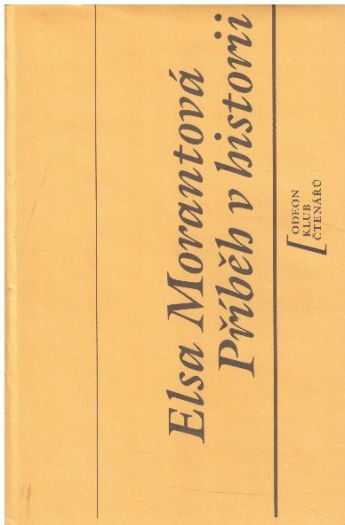 Elsa Morantová
Příběh v historii
ODEON
KLUB
ČTENÁŘŮ